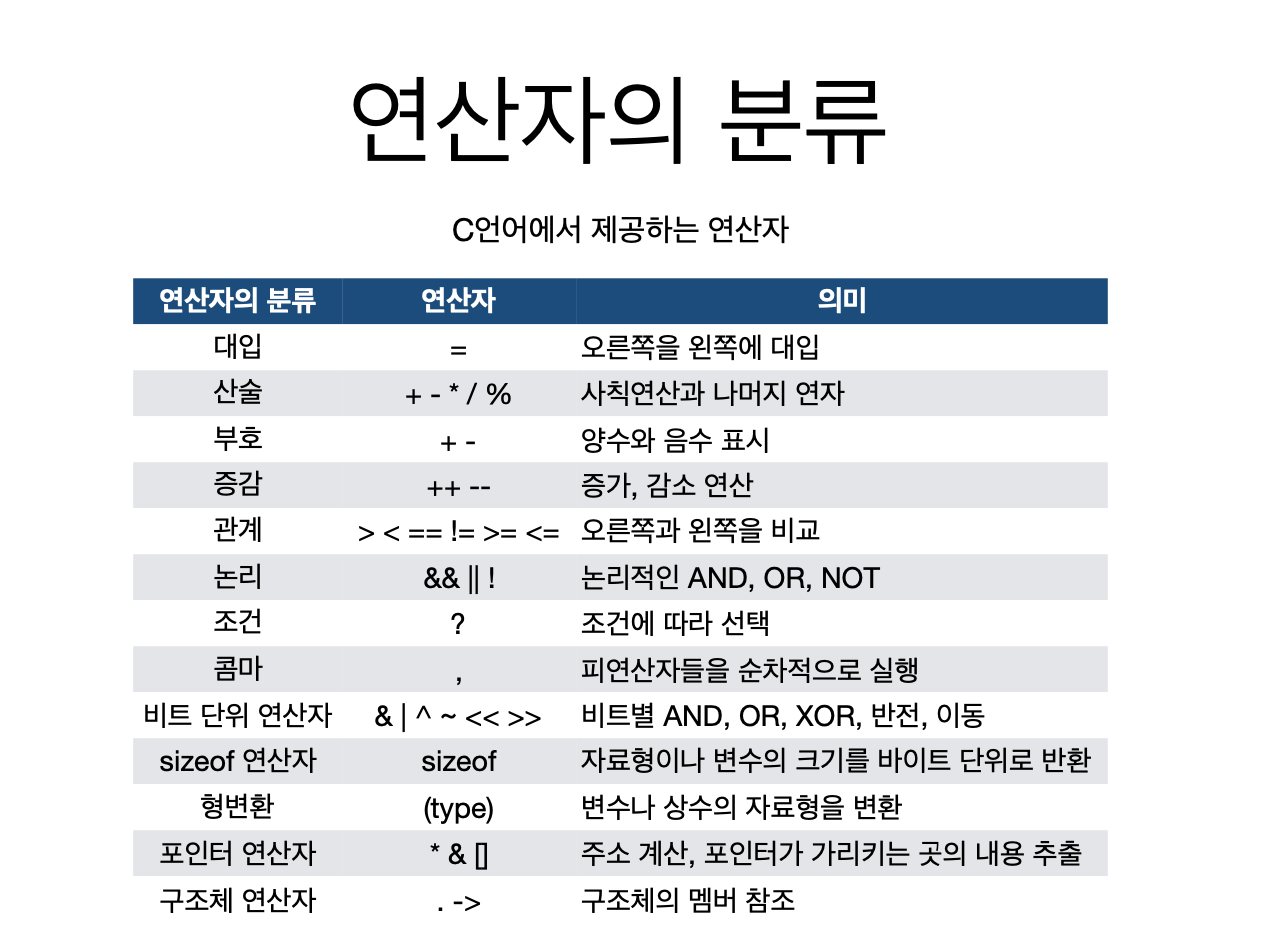 연산자의 분류
C언어에서 제공하는 연산자
연산자의 분류 연산자 의미
대입 = 오른쪽을 왼쪽에 대입
산술 + - * / % 사칙연산과 나머지 연자
부호 + - 양수와 음수 표시
증감 ++ -- 증가, 감소 연산
관계 > < == != >= <= 오른쪽과 왼쪽을 비교
논리 && || ! 논리적인 AND, OR, NOT
조건 ? 조건에 따라 선택
콤마 , 피연산자들을 순차적으로 실행
비트 단위 연산자 & | ^ ~ << >> 비트별 AND, OR, XOR, 반전, 이동
sizeof 연산자 sizeof 자료형이나 변수의 크기를 바이트 단위로 반환
형변환 (type) 변수나 상수의 자료형을 변환
포인터 연산자 * & [] 주소 계산, 포인터가 가리키는 곳의 내용 추출
구조체 연산자 . -> 구조체의 멤버 참조